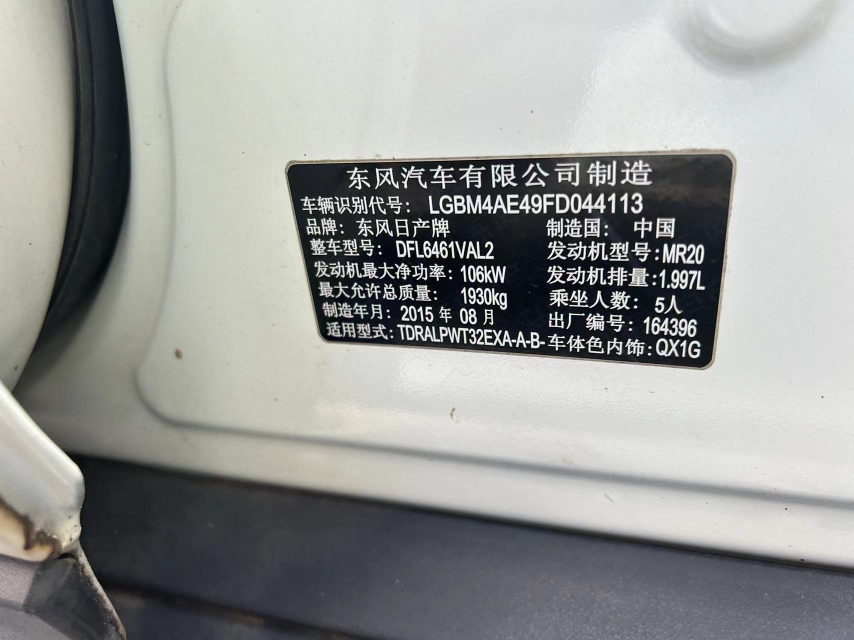 东风汽车有限公司制造
车辆识别代号: LGBM4AE49FD044113
品牌: 东风日产牌 制造国: 中国
整车型号: DFL6461VAL2 发动机型号: MR20
发动机最大净功率: 106kW 发动机排量: 1.997L
最大允许总质量: 1930kg 乘坐人数: 5人
制造年月: 2015 年 08 月 出厂编号: 164396
适用型式: TDRALPWT32EXA-A-B- 车体色内饰: QX1G